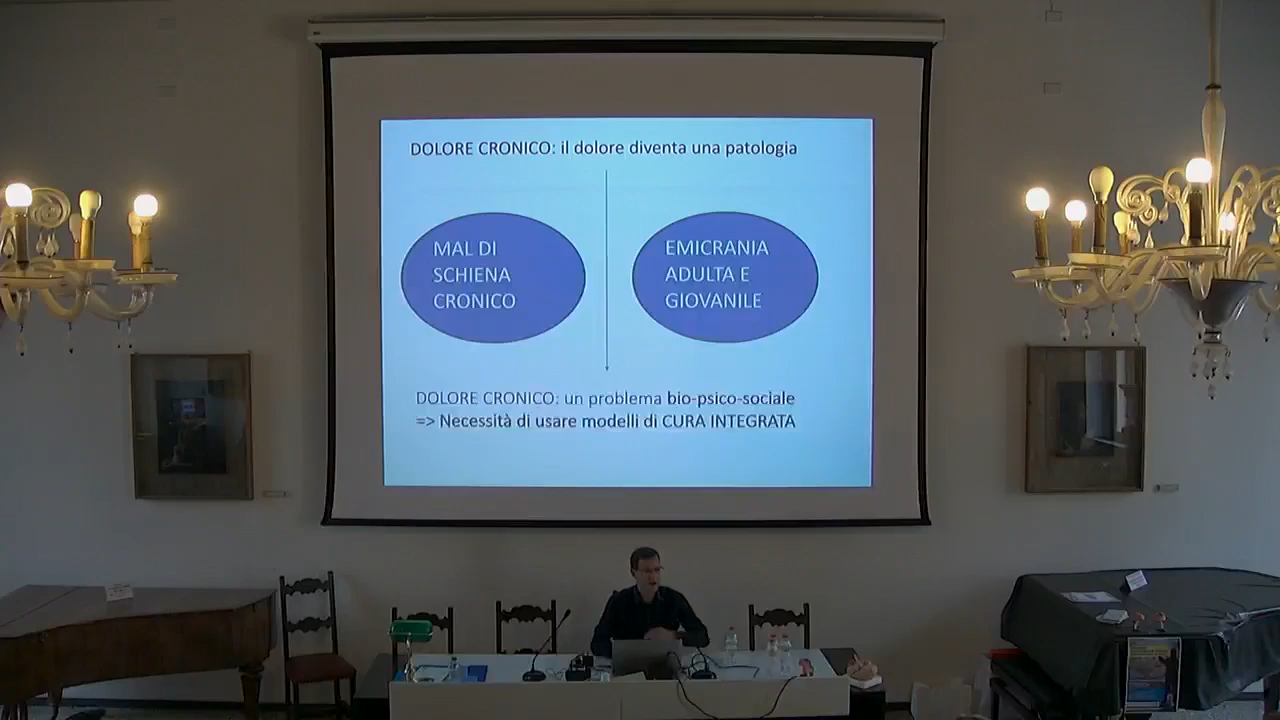 DOLORE CRONICO: il dolore diventa una patologia
MAL DI
SCHIENA
CRONICO
EMICRANIA
ADULTA E
GIOVANILE
DOLORE CRONICO: un problema bio-psico-sociale
=> Necessità di usare modelli di CURA INTEGRATA